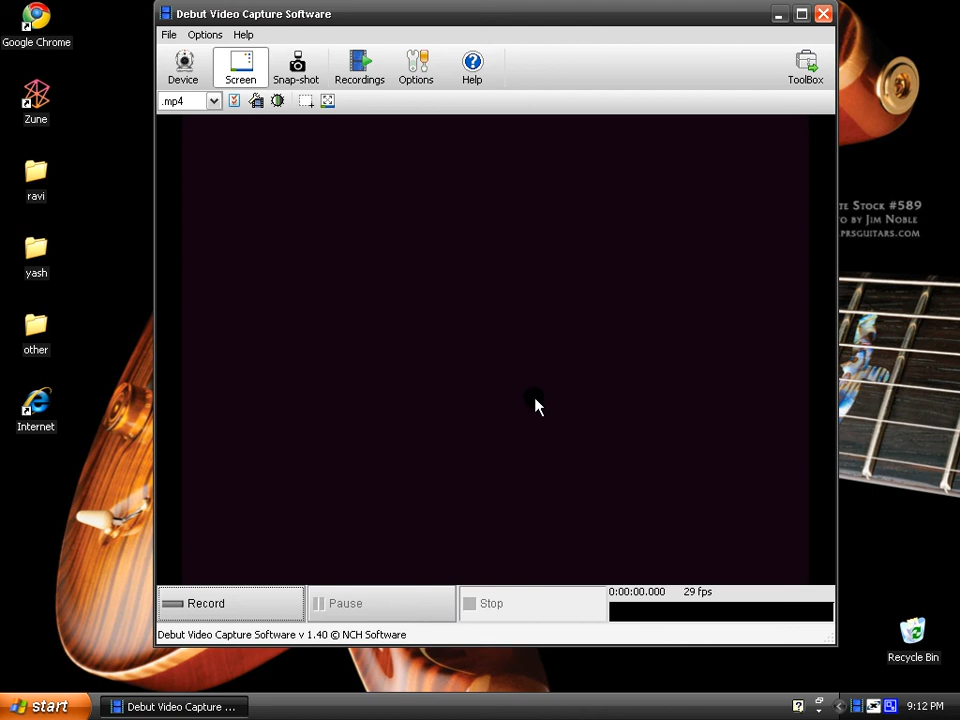 Debut Video Capture Software
File Options Help
Device Screen Snap-shot Recordings Options Help ToolBox
.mp4
Google Chrome
Zune
ravi
yash
other
Internet
TE STOCK #589
O BY JIM NOBLE
PRSGUITARS.COM
Record Pause Stop 0:00:00.000 29 fps
Debut Video Capture Software v 1.40 © NCH Software
Recycle Bin
start Debut Video Capture ... 9:12 PM